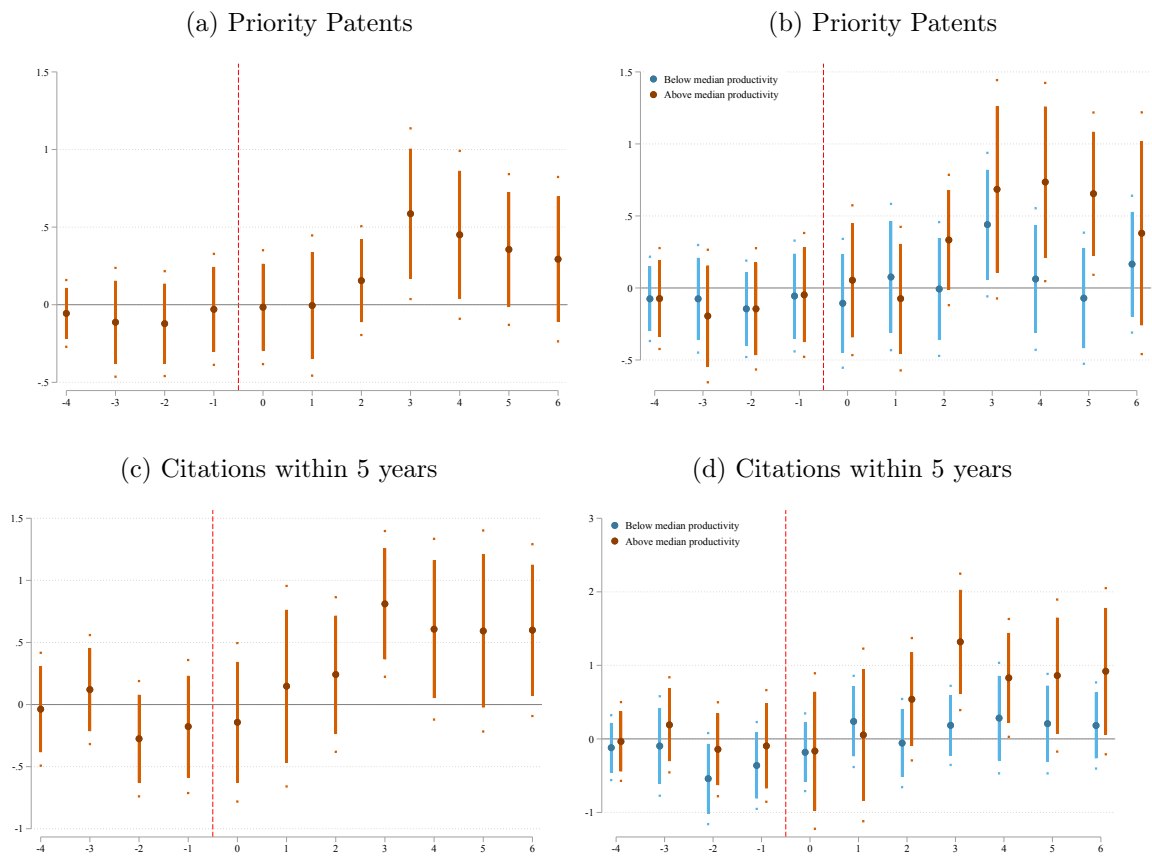 (a) Priority Patents
1.5
1
.5
0
-.5
-4 -3 -2 -1 0 1 2 3 4 5 6
(b) Priority Patents
Below median productivity
Above median productivity
1.5
1
.5
0
-.5
-4 -3 -2 -1 0 1 2 3 4 5 6
(c) Citations within 5 years
1.5
1
.5
0
-.5
-1
-4 -3 -2 -1 0 1 2 3 4 5 6
(d) Citations within 5 years
Below median productivity
Above median productivity
3
2
1
0
-1
-4 -3 -2 -1 0 1 2 3 4 5 6